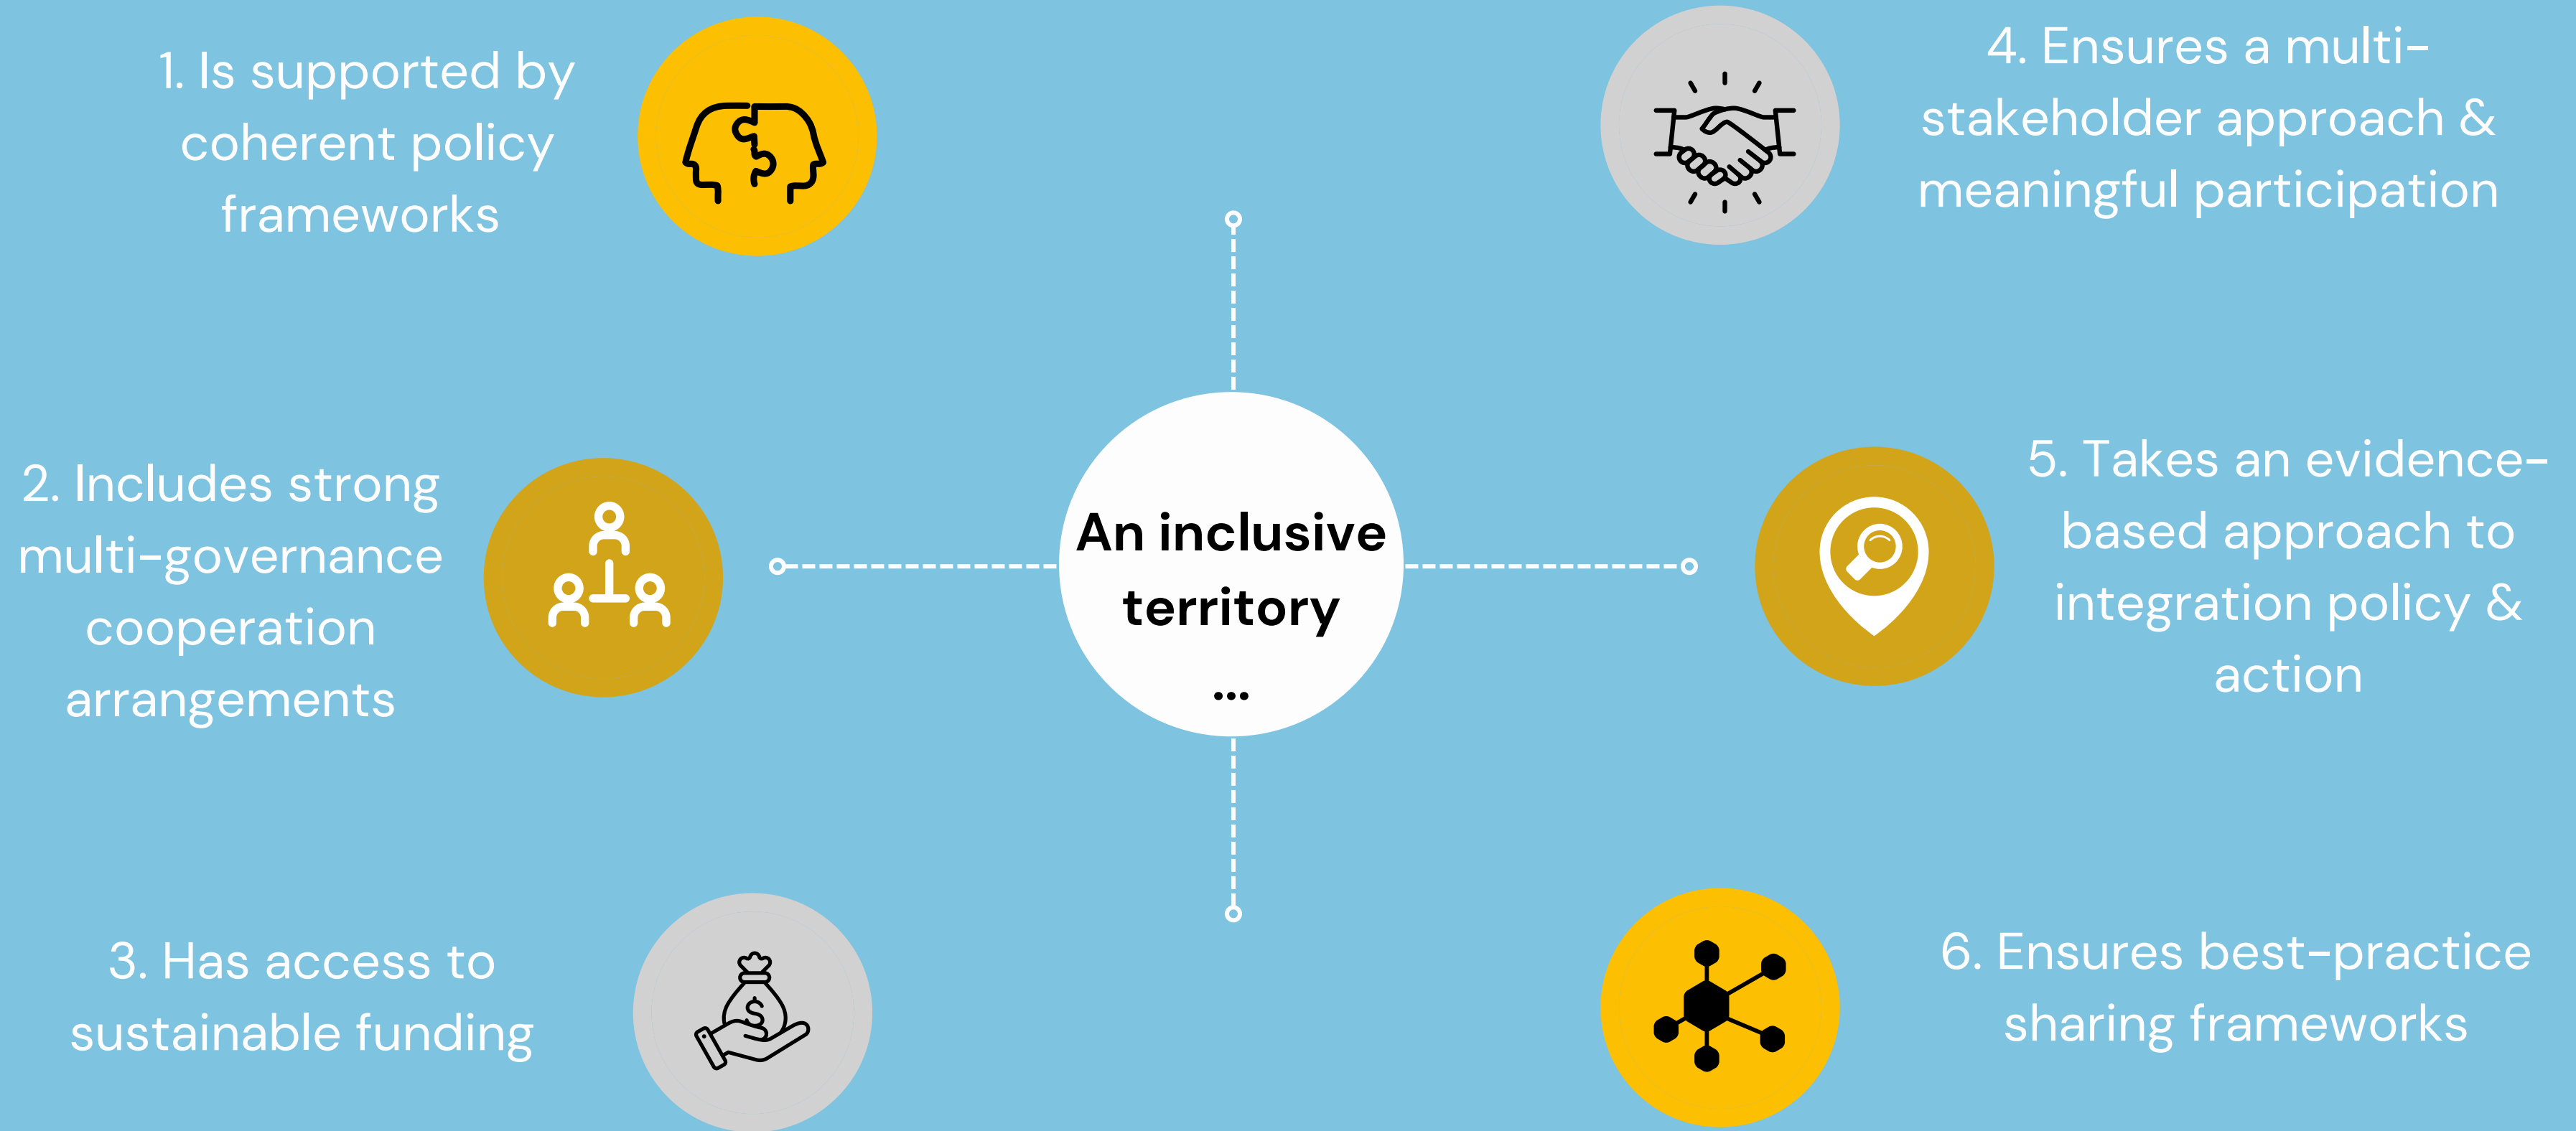 1. Is supported by
coherent policy
frameworks
2. Includes strong
multi-governance
cooperation
arrangements
3. Has access to
sustainable funding
$
An inclusive
territory
...
4. Ensures a multi-
stakeholder approach &
meaningful participation
5. Takes an evidence-
based approach to
integration policy &
action
6. Ensures best-practice
sharing frameworks